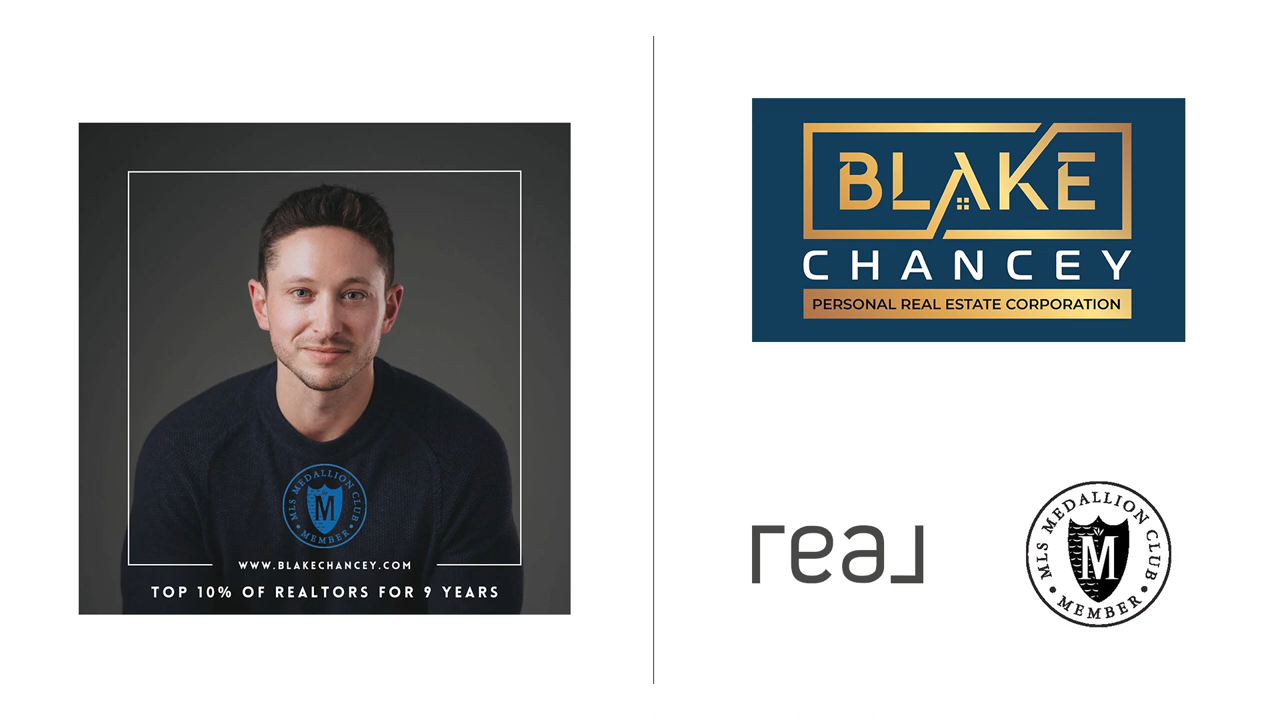 MLS MEDALLION CLUB
M
• MEMBER •
WWW.BLAKECHANCEY.COM
TOP 10% OF REALTORS FOR 9 YEARS
BLAKE
CHANCEY
PERSONAL REAL ESTATE CORPORATION
real
MLS MEDALLION CLUB
M
• MEMBER •